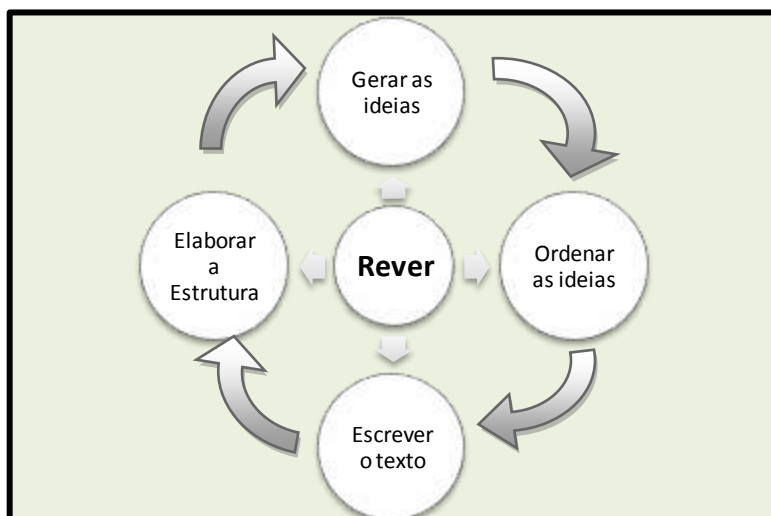 Gerar as
ideias
Elaborar
a
Estrutura
Rever
Ordenar
as ideias
Escrever
o texto